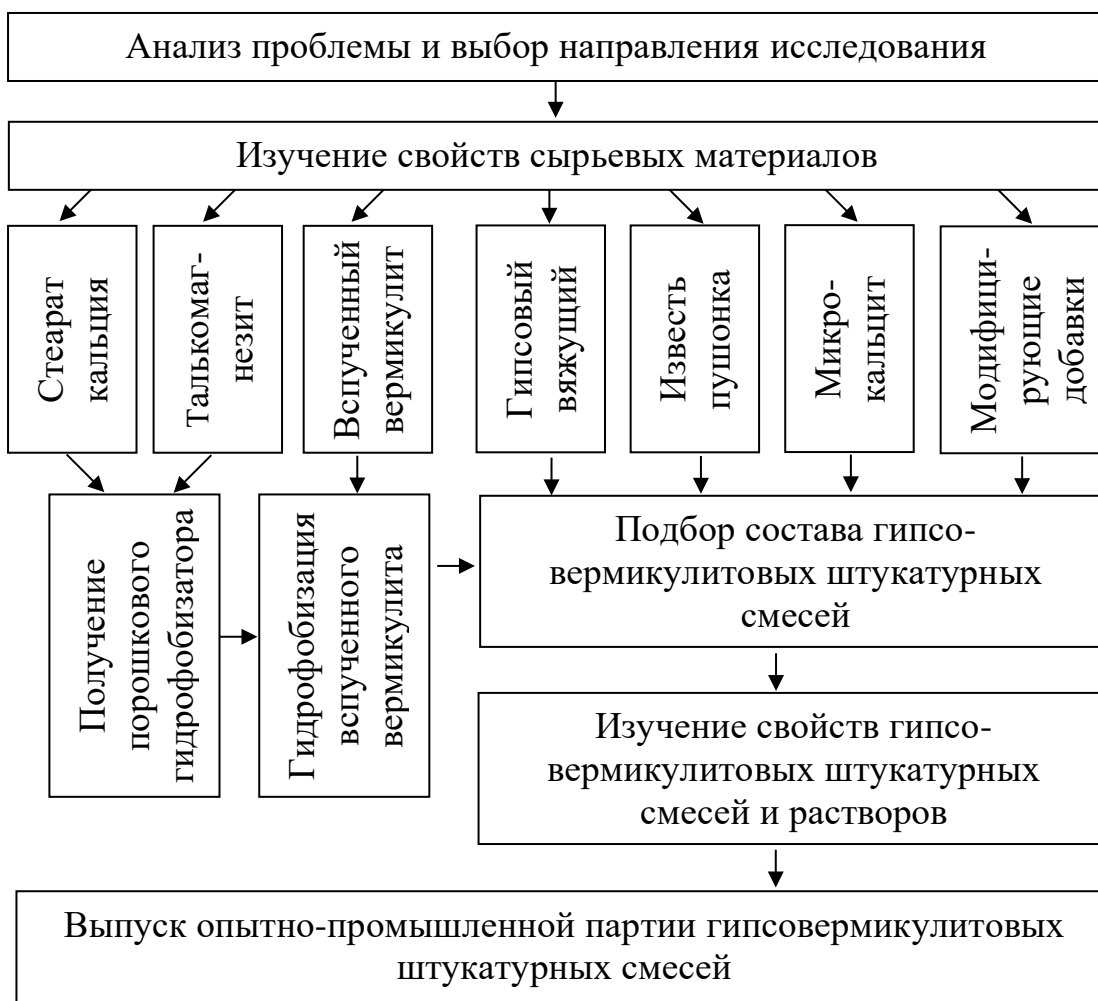 Анализ проблемы и выбор направления исследования
Изучение свойств сырьевых материалов
Стеарат
кальция
Талькомаг-
незит
Вспученный
вермикулит
Гипсовый
вяжущий
Известь
пушонка
Микро-
кальцит
Модифици-
рующие
добавки
Получение
порошкового
гидрофобизатора
Гидрофобизация
вспученного
вермикулита
Подбор состава гипсо-
вермикулитовых штукатурных
смесей
Изучение свойств гипсо-
вермикулитовых штукатурных
смесей и растворов
Выпуск опытно-промышленной партии гипсовермикулитовых
штукатурных смесей